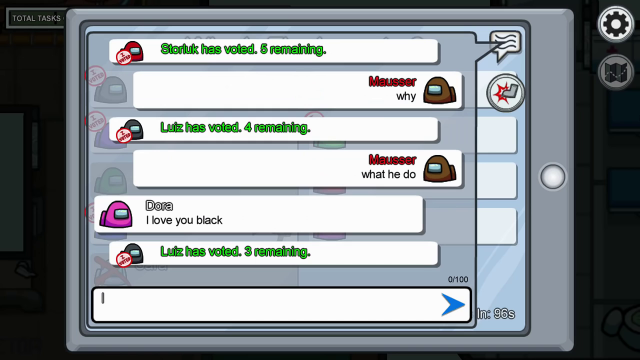 TOTAL TASKS
Storluk has voted. 5 remaining.
Mausser
why
Luiz has voted. 4 remaining.
Mausser
what he do
Dora
I love you black
Luiz has voted. 3 remaining.
0/100
In: 96s